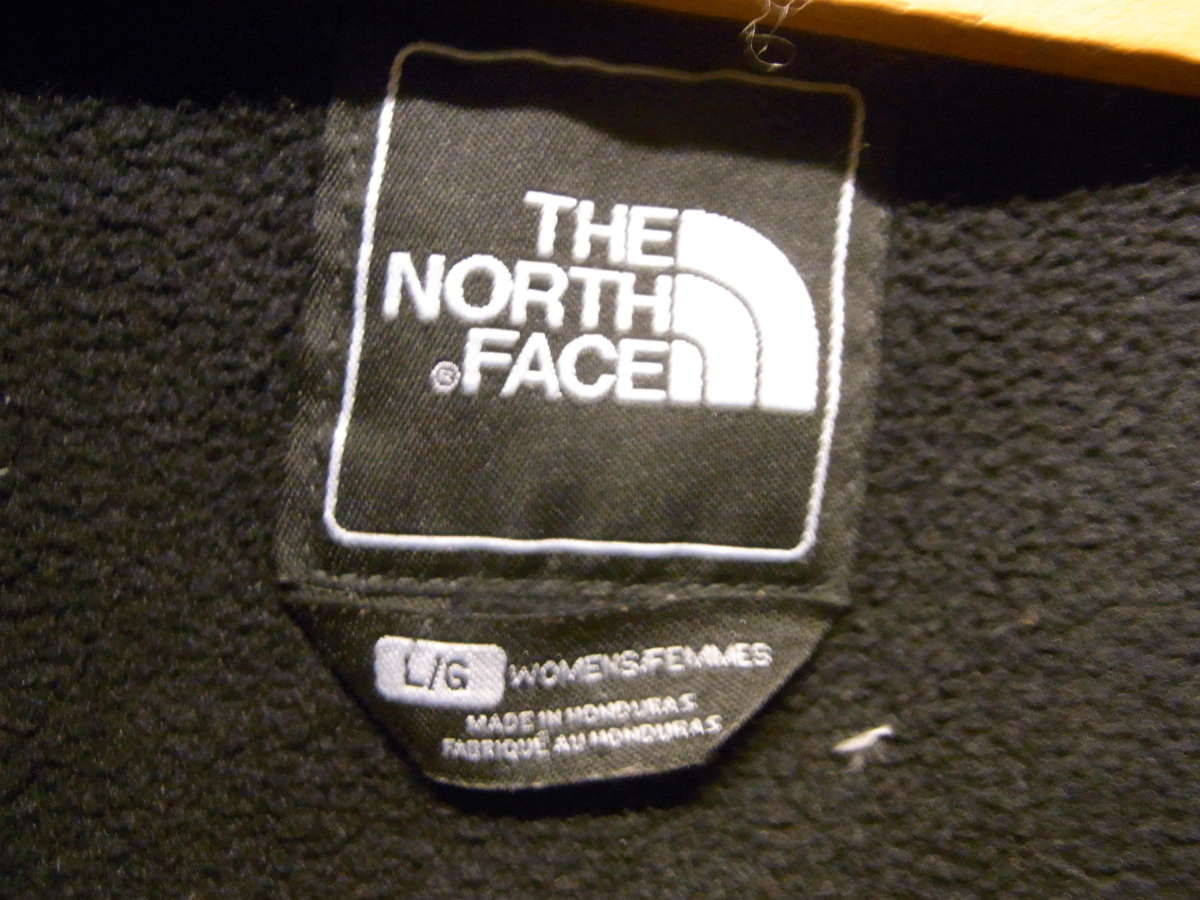 THE
NORTH
®FACE
L/G WOMENS/FEMMES
MADE IN HONDURAS
FABRIQUÉ AU HONDURAS